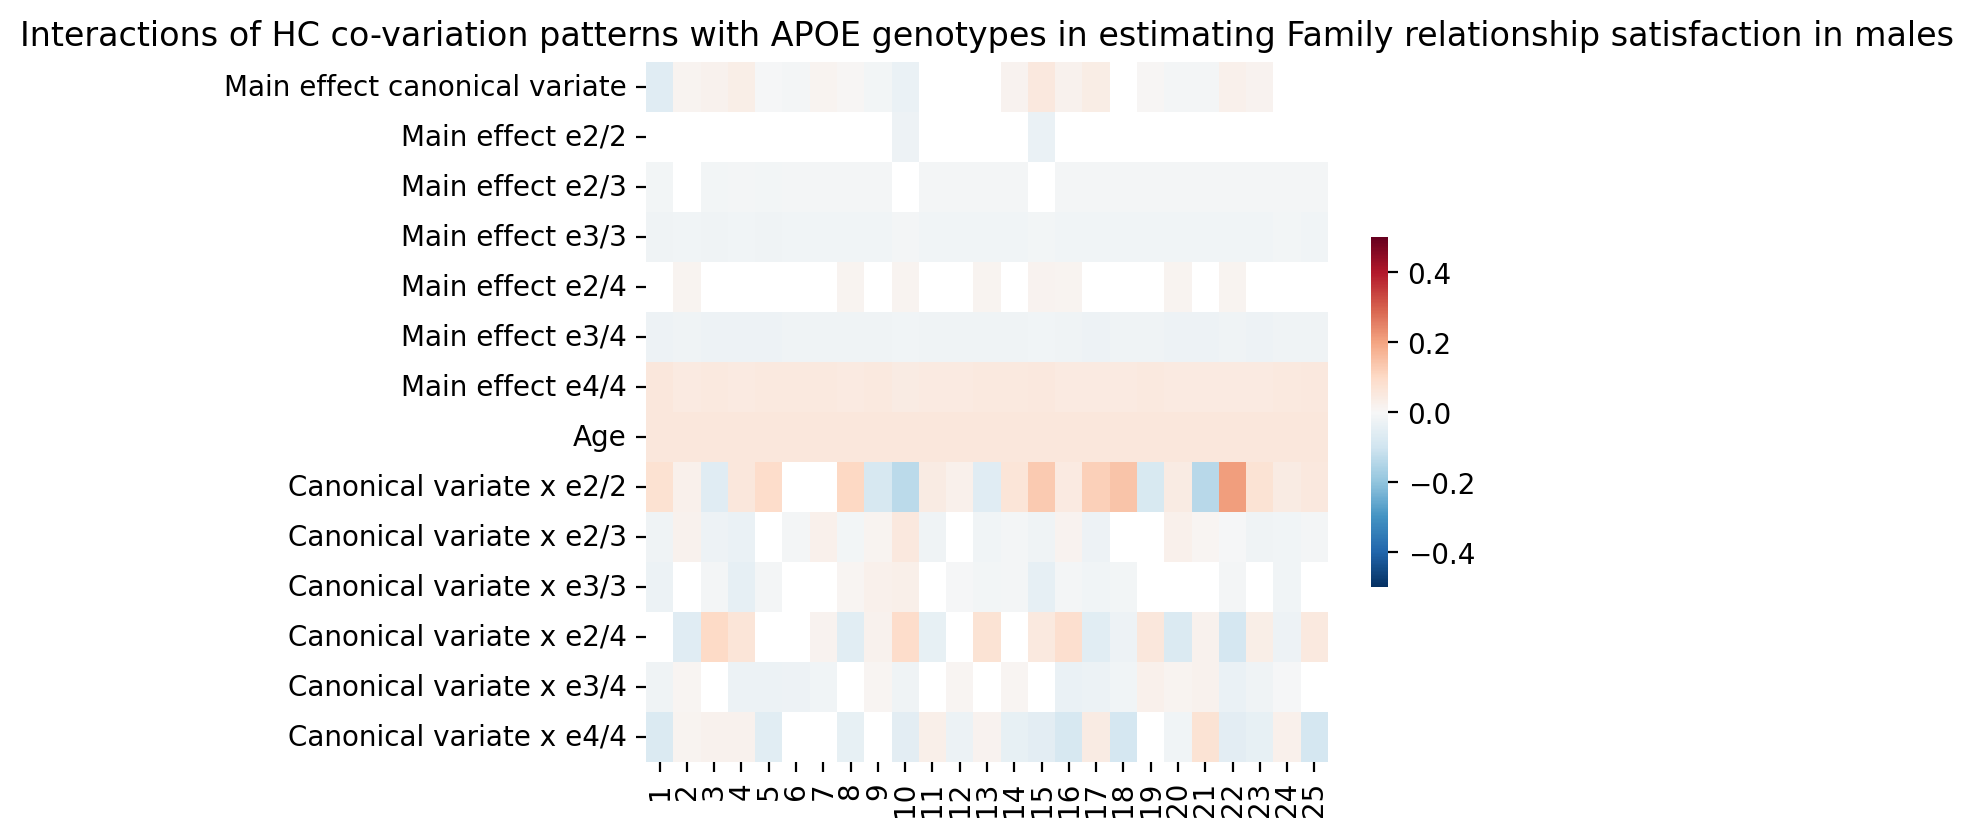 Interactions of HC co-variation patterns with APOE genotypes in estimating Family relationship satisfaction in males
Main effect canonical variate
Main effect e2/2
Main effect e2/3
Main effect e3/3
Main effect e2/4
Main effect e3/4
Main effect e4/4
Age
Canonical variate x e2/2
Canonical variate x e2/3
Canonical variate x e3/3
Canonical variate x e2/4
Canonical variate x e3/4
Canonical variate x e4/4
1 2 3 4 5 6 7 8 9 10 11 12 13 14 15 16 17 18 19 20 21 22 23 24 25
0.4
0.2
0.0
−0.2
−0.4